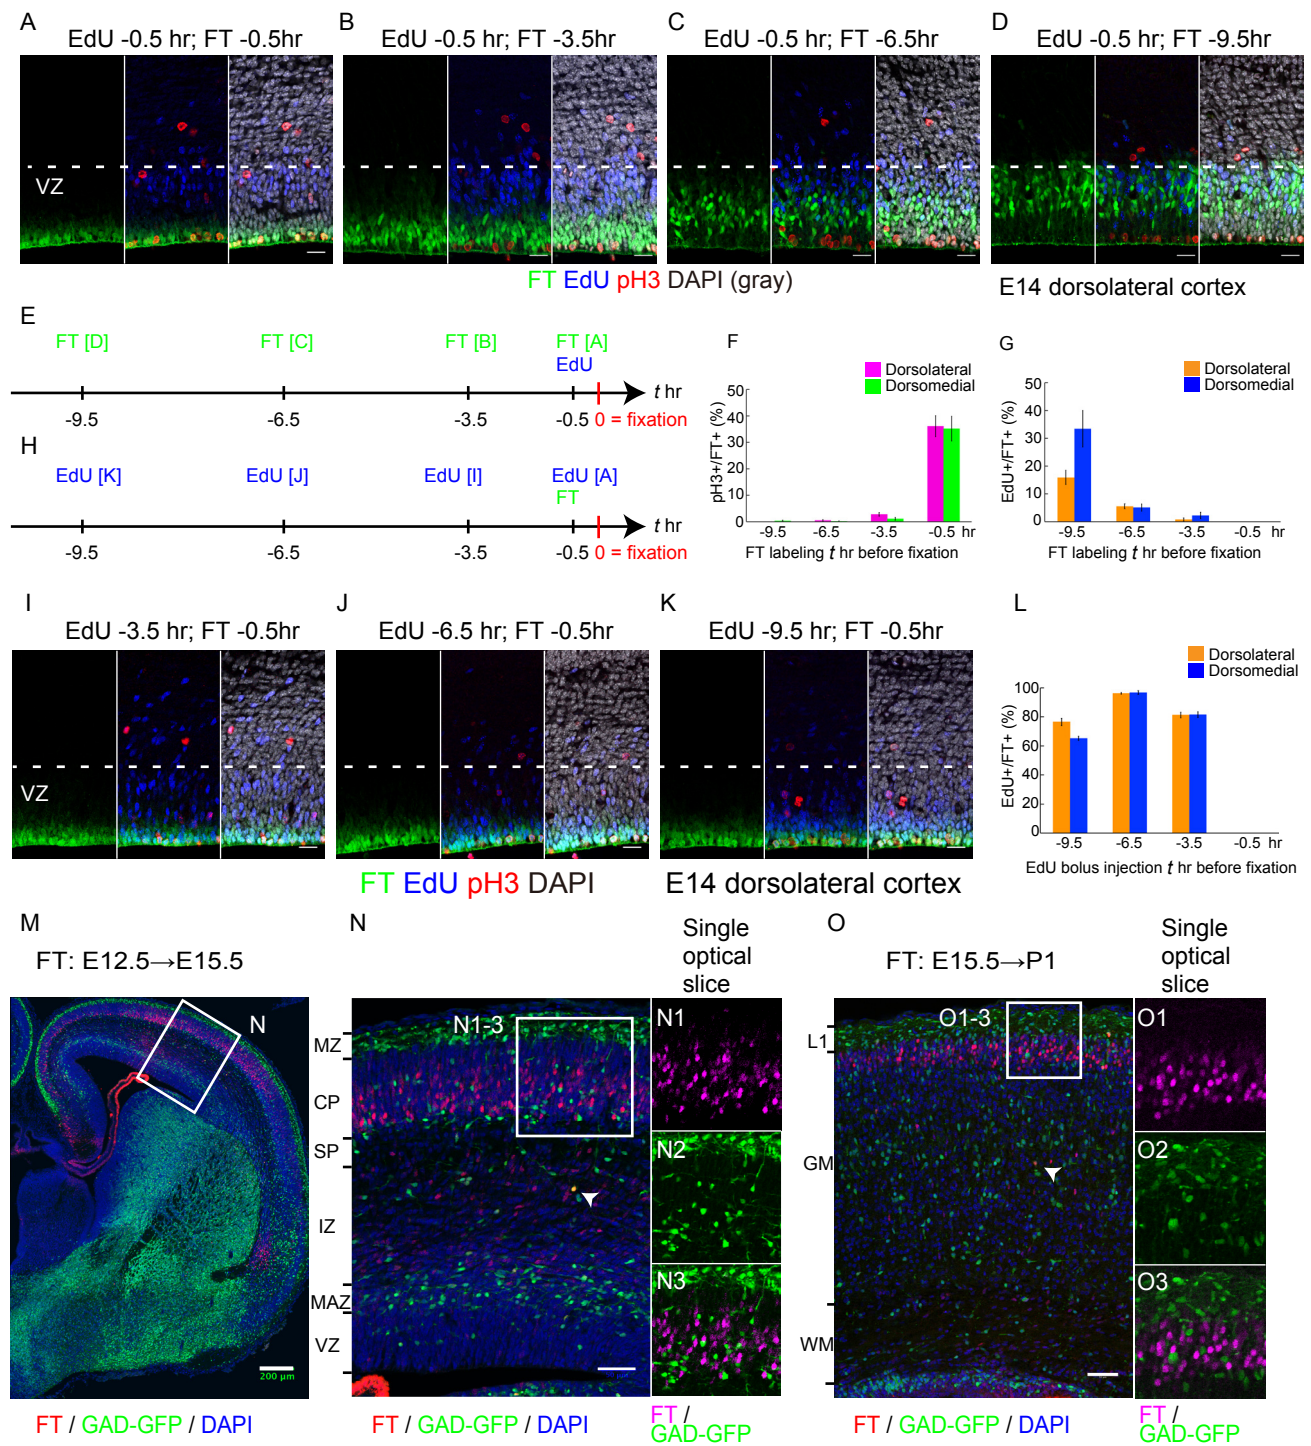 A
EdU -0.5 hr; FT -0.5hr
B
EdU -0.5 hr; FT -3.5hr
C
EdU -0.5 hr; FT -6.5hr
D
EdU -0.5 hr; FT -9.5hr
VZ
FT EdU pH3 DAPI (gray)
E14 dorsolateral cortex
E
FT [D] FT [C] FT [B] FT [A]
EdU
t hr
-9.5 -6.5 -3.5 -0.5 0 = fixation
F
Dorsolateral
Dorsomedial
pH3+/FT+ (%)
50
40
30
20
10
0
-9.5 -6.5 -3.5 -0.5 hr
FT labeling t hr before fixation
G
Dorsolateral
Dorsomedial
EdU+/FT+ (%)
50
40
30
20
10
0
-9.5 -6.5 -3.5 -0.5 hr
FT labeling t hr before fixation
H
EdU [K] EdU [J] EdU [I] EdU [A]
FT
t hr
-9.5 -6.5 -3.5 -0.5 0 = fixation
I
EdU -3.5 hr; FT -0.5hr
J
EdU -6.5 hr; FT -0.5hr
K
EdU -9.5 hr; FT -0.5hr
VZ
FT EdU pH3 DAPI
E14 dorsolateral cortex
L
Dorsolateral
Dorsomedial
EdU+/FT+ (%)
100
80
60
40
20
0
-9.5 -6.5 -3.5 -0.5 hr
EdU bolus injection t hr before fixation
M
FT: E12.5→E15.5
N
200 μm
FT / GAD-GFP / DAPI
N
Single
optical
slice
N1-3
MZ
CP
SP
IZ
MAZ
VZ
N1
N2
N3
FT / GAD-GFP / DAPI
FT /
GAD-GFP
O
FT: E15.5→P1
Single
optical
slice
O1-3
L1
GM
WM
O1
O2
O3
FT / GAD-GFP / DAPI
FT /
GAD-GFP